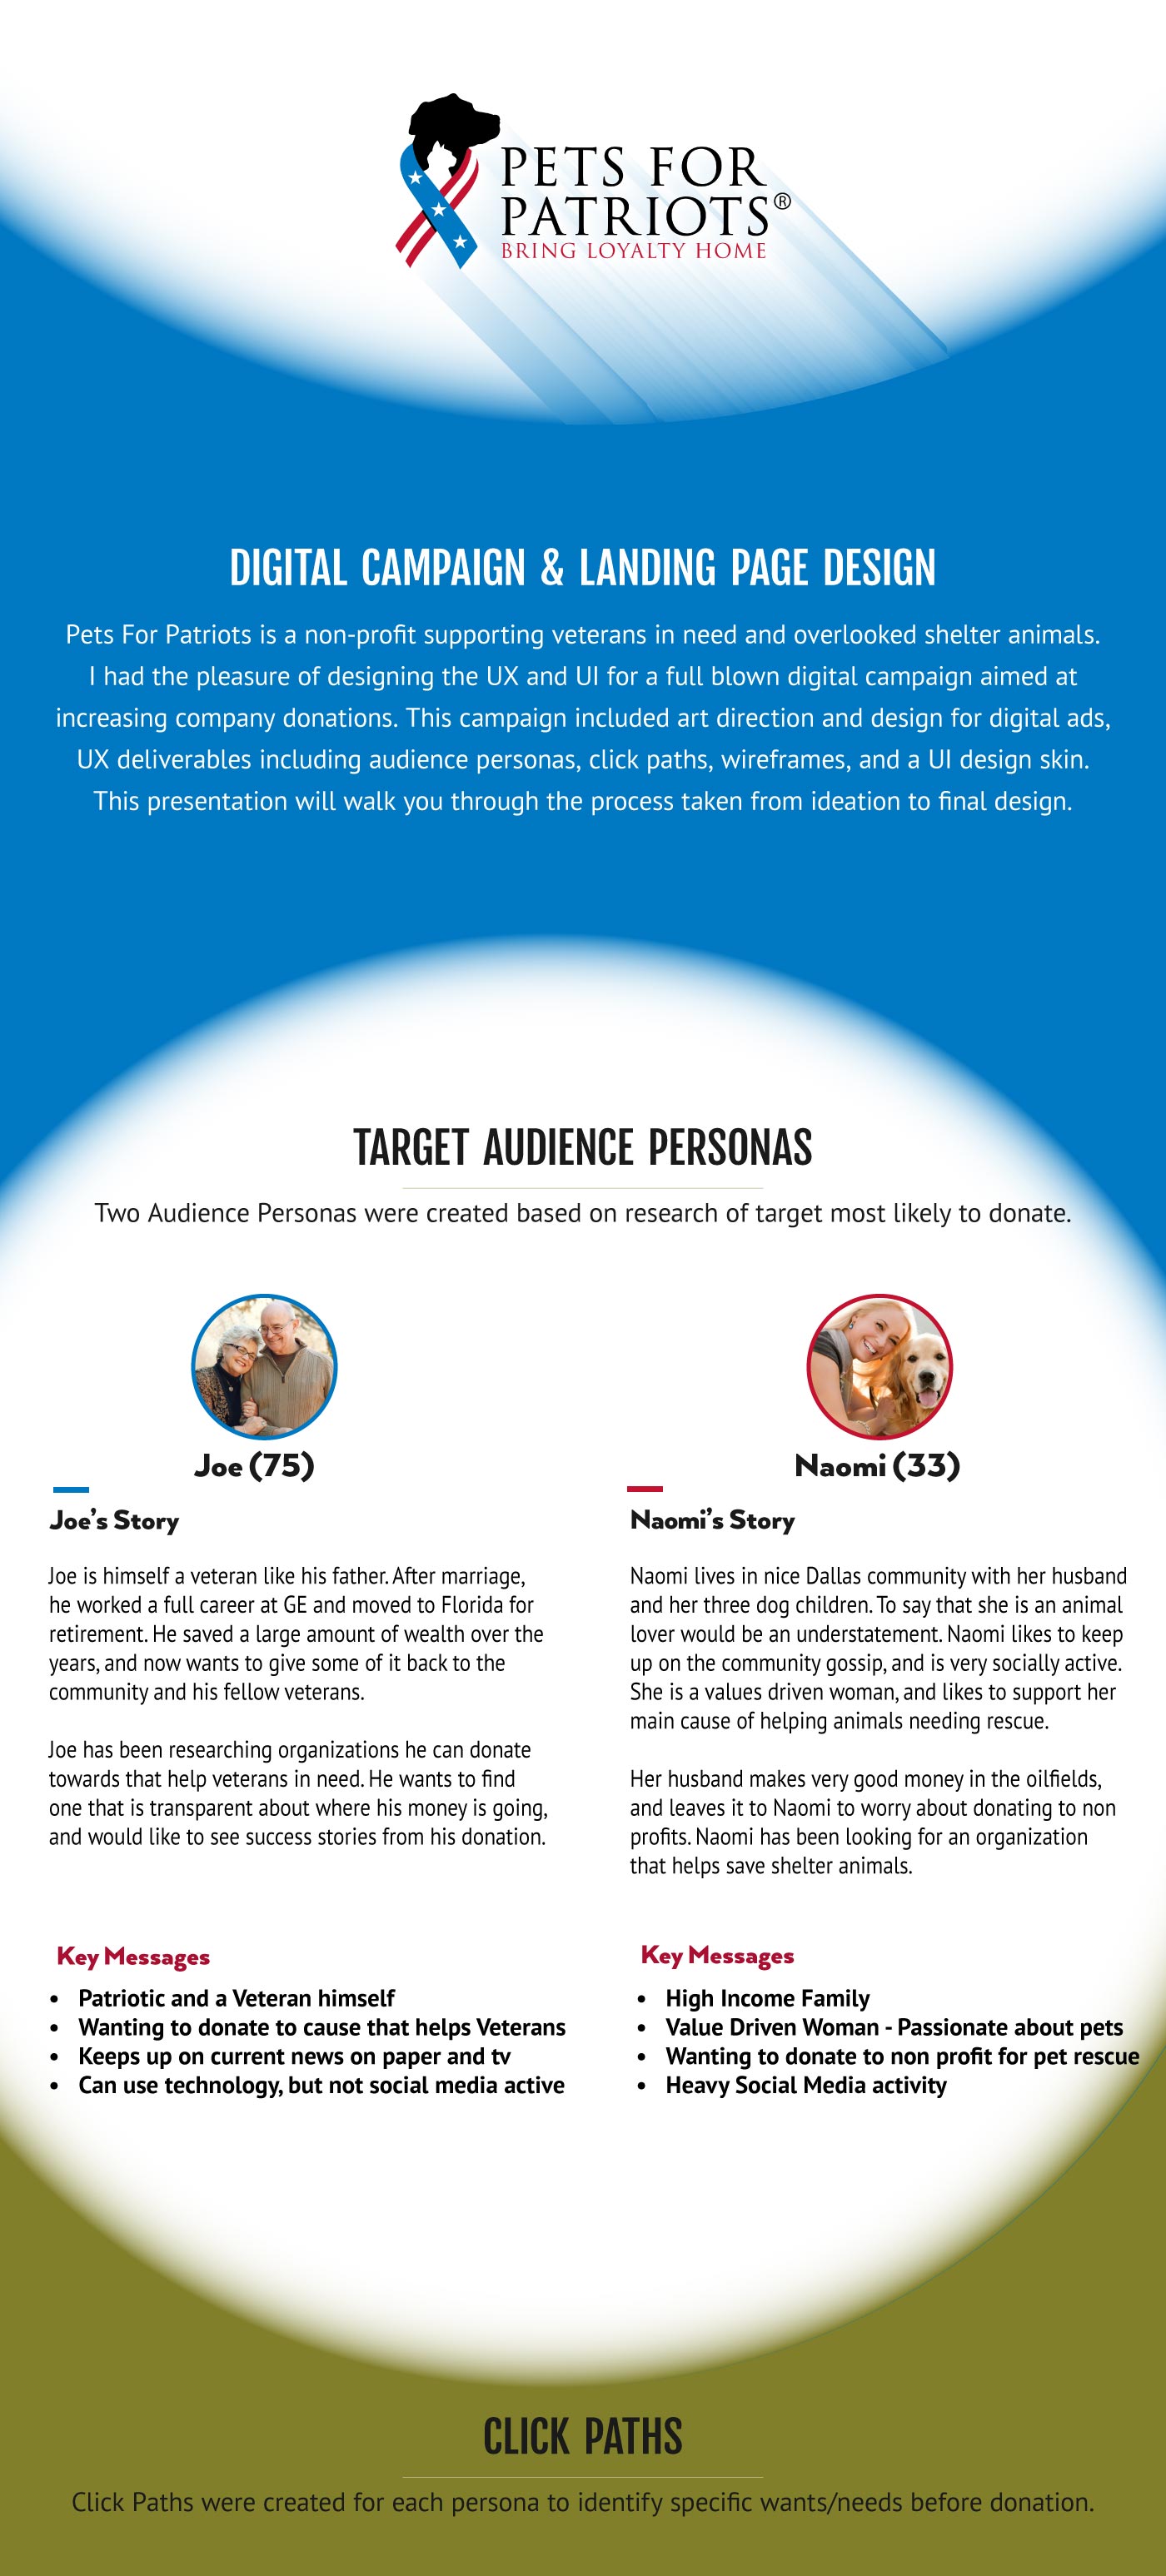 PETS FOR
PATRIOTS®
BRING LOYALTY HOME
DIGITAL CAMPAIGN & LANDING PAGE DESIGN
Pets For Patriots is a non-profit supporting veterans in need and overlooked shelter animals.
I had the pleasure of designing the UX and UI for a full blown digital campaign aimed at
increasing company donations. This campaign included art direction and design for digital ads,
UX deliverables including audience personas, click paths, wireframes, and a UI design skin.
This presentation will walk you through the process taken from ideation to final design.
TARGET AUDIENCE PERSONAS
Two Audience Personas were created based on research of target most likely to donate.
Joe (75)
Joe's Story
Joe is himself a veteran like his father. After marriage,
he worked a full career at GE and moved to Florida for
retirement. He saved a large amount of wealth over the
years, and now wants to give some of it back to the
community and his fellow veterans.
Joe has been researching organizations he can donate
towards that help veterans in need. He wants to find
one that is transparent about where his money is going,
and would like to see success stories from his donation.
Key Messages
• Patriotic and a Veteran himself
• Wanting to donate to cause that helps Veterans
• Keeps up on current news on paper and tv
• Can use technology, but not social media active
Naomi (33)
Naomi's Story
Naomi lives in nice Dallas community with her husband
and her three dog children. To say that she is an animal
lover would be an understatement. Naomi likes to keep
up on the community gossip, and is very socially active.
She is a values driven woman, and likes to support her
main cause of helping animals needing rescue.
Her husband makes very good money in the oilfields,
and leaves it to Naomi to worry about donating to non
profits. Naomi has been looking for an organization
that helps save shelter animals.
Key Messages
• High Income Family
• Value Driven Woman - Passionate about pets
• Wanting to donate to non profit for pet rescue
• Heavy Social Media activity
CLICK PATHS
Click Paths were created for each persona to identify specific wants/needs before donation.